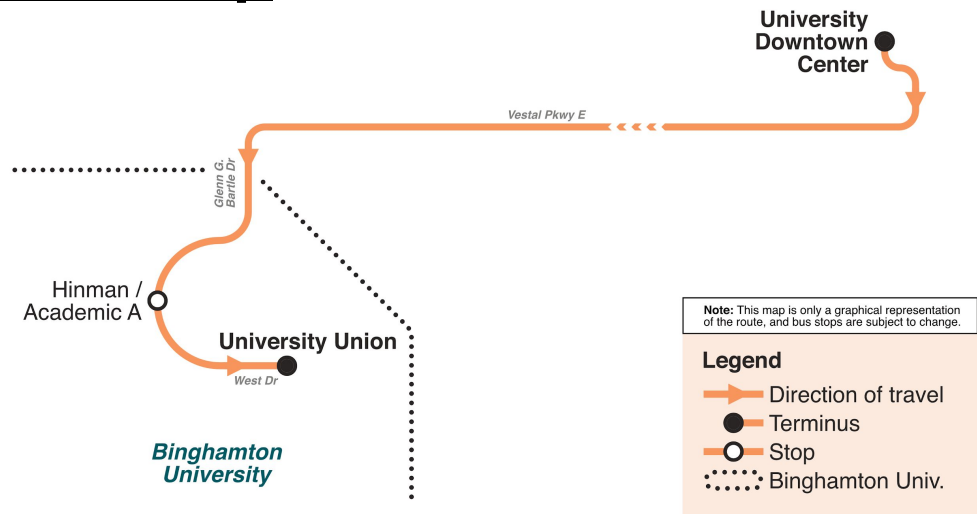 University
Downtown
Center
Vestal Pkwy E
Glenn G.
Bartle Dr
Hinman /
Academic A
University Union
West Dr
Binghamton
University
Note: This map is only a graphical representation
of the route, and bus stops are subject to change.
Legend
Direction of travel
Terminus
Stop
Binghamton Univ.